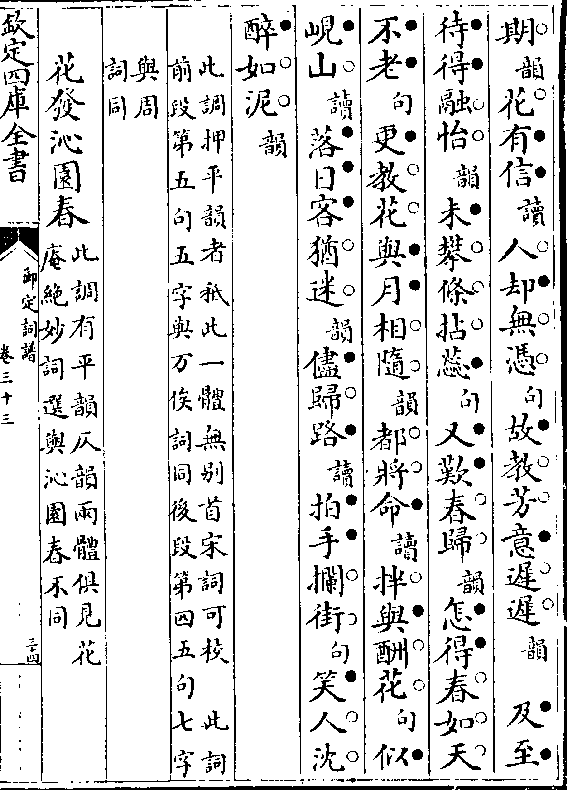 期韻花有信讀人却無憑句故教芳意遲遲韻　及至
待得融怡韻未攀條拈蕊句又歎春歸韻怎得春如天
不老句更教花與月相隨韻都將命讀拌與酬花句似
峴山讀落日客猶迷韻儘歸路讀拍手攔街句笑人沈
醉如泥韻
此調押平韻者秖此一體無别首宋詞可校　此詞
前段第五句五字與万俟詞同後段第四五句七字
與周
詞同
花發沁園春此調有平韻仄韻兩體俱見花
庵絶妙詞選與沁園春不同
欽定四庫全書
御定詞譜
卷三十三
三十四